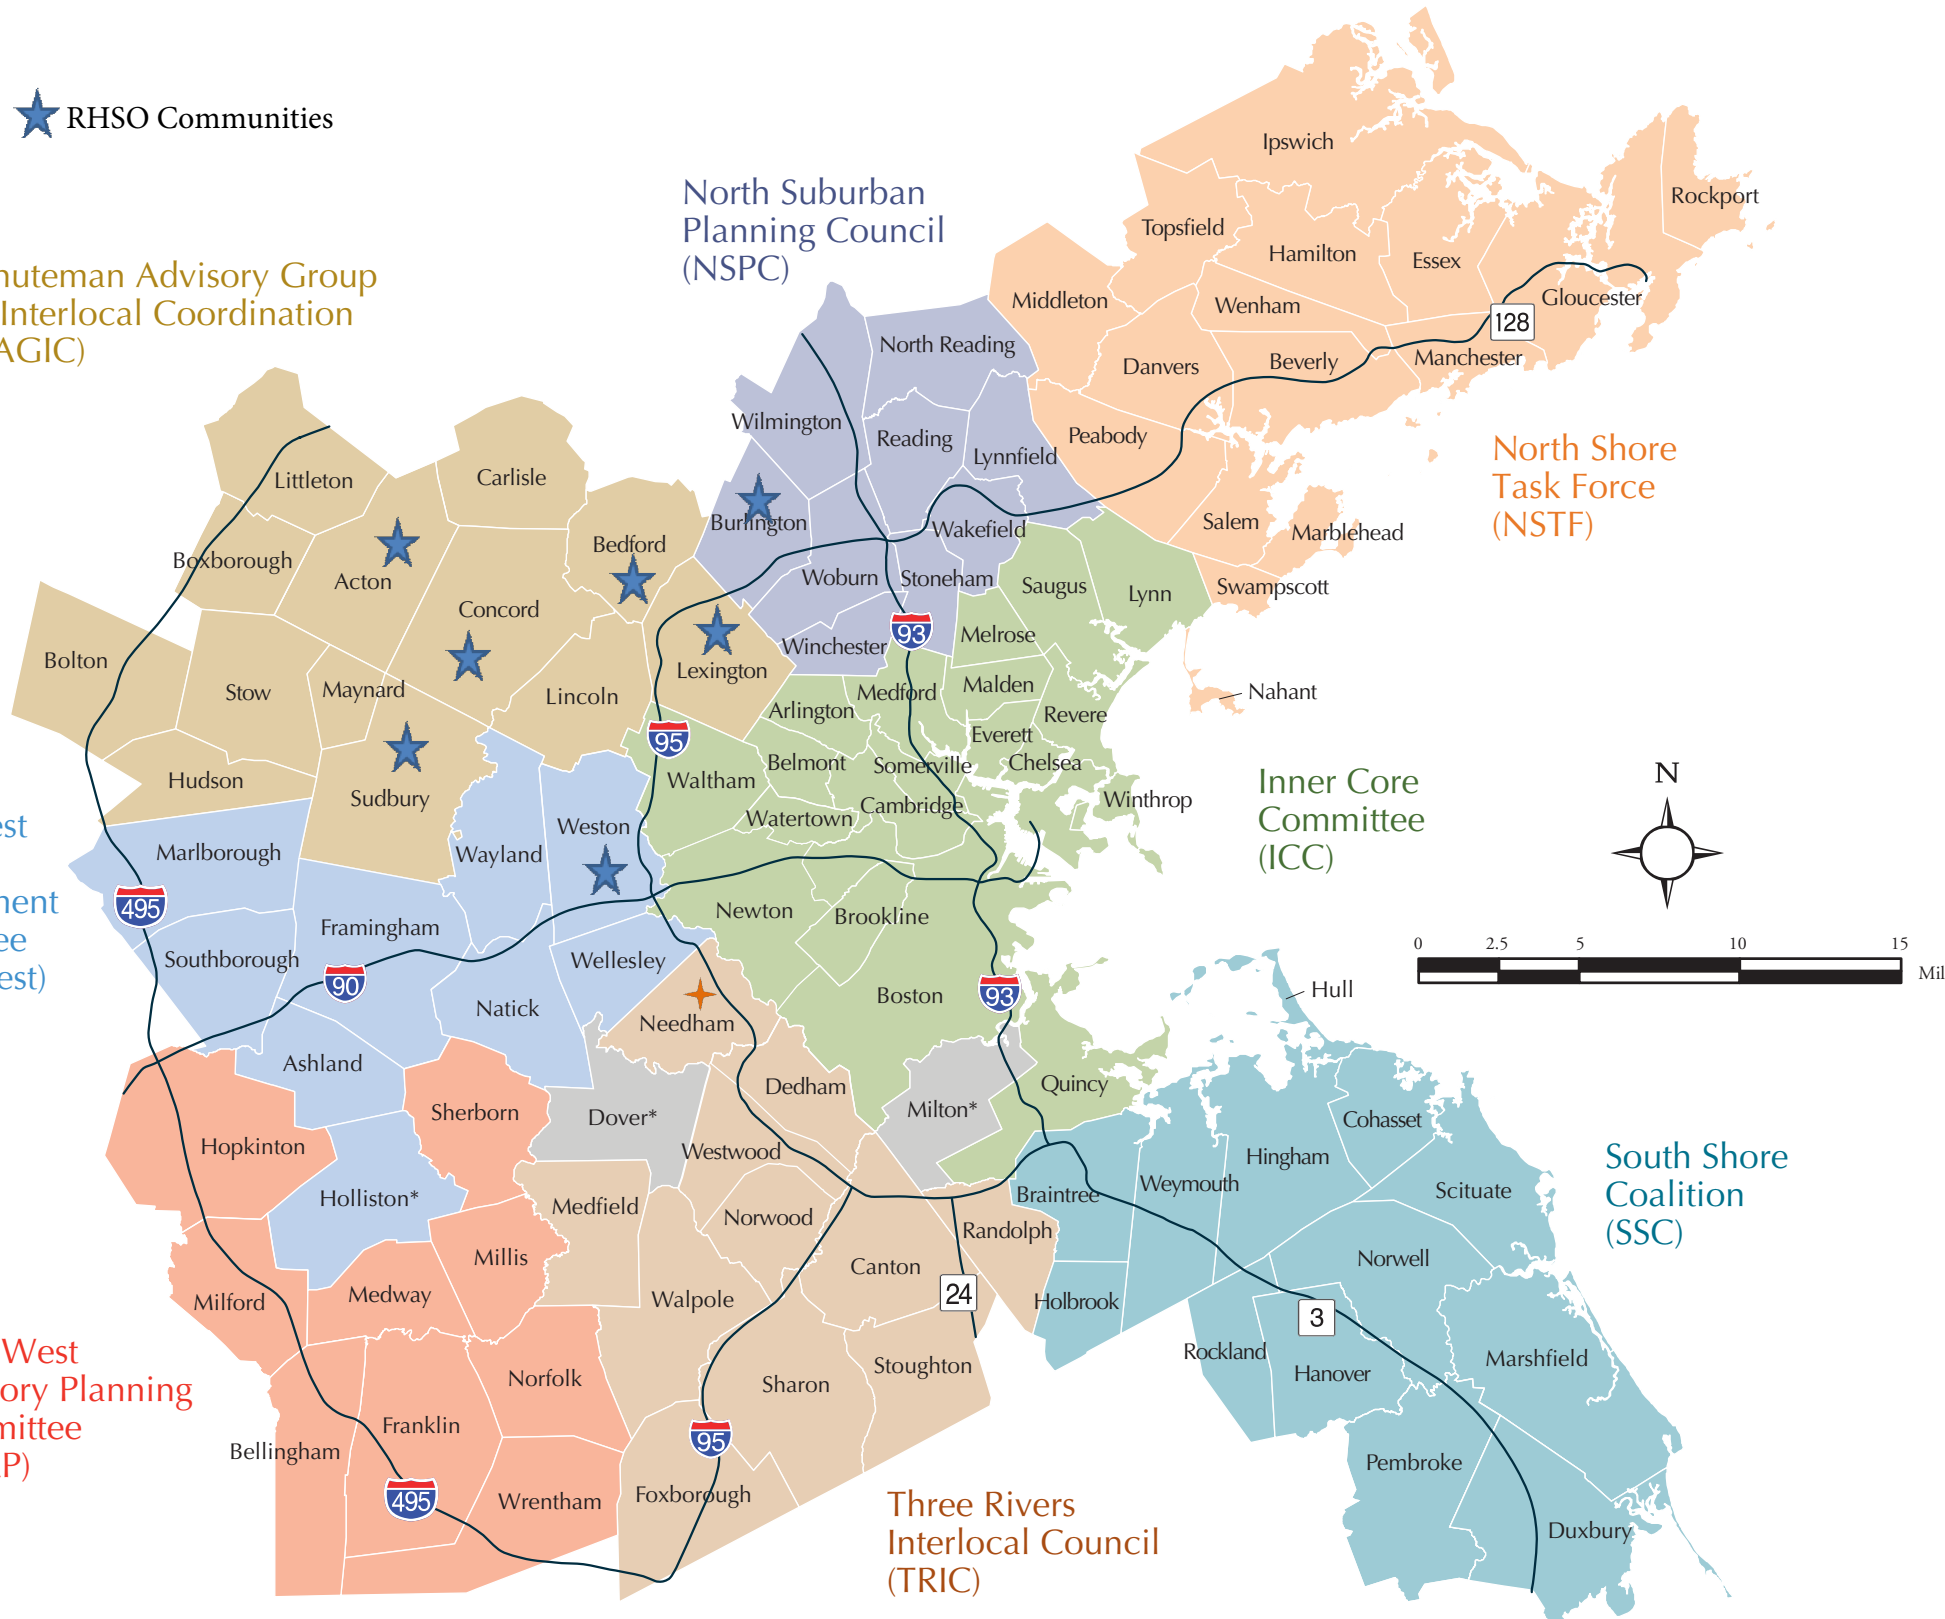 RHSO Communities
North Suburban
Planning Council
(NSPC)
nuteman Advisory Group
Interlocal Coordination
AGIC)
Ipswich
Rockport
Topsfield
Hamilton
Essex
Middleton
Wenham
Gloucester
128
North Reading
Danvers
Beverly
Manchester
Wilmington
Reading
Lynnfield
Peabody
North Shore
Task Force
(NSTF)
Littleton
Carlisle
Burlington
Wakefield
Salem
Marblehead
Boxborough
Acton
Bedford
Woburn
Stoneham
Saugus
Lynn
Swampscott
Concord
93
Melrose
Winchester
Bolton
Stow
Maynard
Lincoln
Lexington
Medford
Malden
Nahant
Arlington
Revere
95
Everett
Hudson
Sudbury
Waltham
Belmont
Somerville
Chelsea
Winthrop
Cambridge
Watertown
Inner Core
Committee
(ICC)
N
est
Marlborough
Wayland
Weston
nent
ee
est)
495
Framingham
Newton
Brookline
Southborough
90
Wellesley
0 2.5 5 10 15
Mil
Natick
Needham
Boston
93
Hull
Ashland
Sherborn
Dover*
Dedham
Milton*
Quincy
Cohasset
Hopkinton
Westwood
Hingham
Holliston*
Medfield
Norwood
Braintree
Weymouth
Scituate
South Shore
Coalition
(SSC)
Millis
Randolph
Canton
Norwell
Milford
Medway
Walpole
24
Holbrook
3
West
ory Planning
mittee
P)
Norfolk
Sharon
Stoughton
Rockland
Hanover
Marshfield
Franklin
Bellingham
95
Pembroke
495
Wrentham
Foxborough
Duxbury
Three Rivers
Interlocal Council
(TRIC)